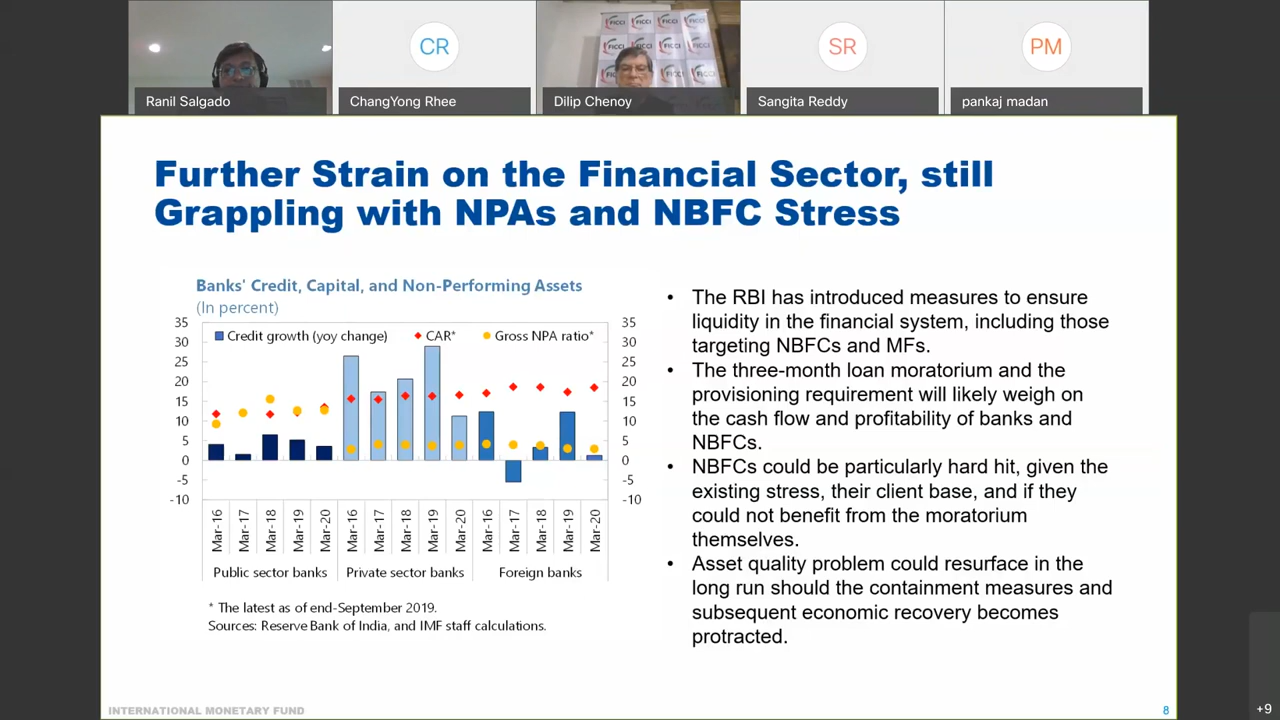 CR
SR
PM
FICCI FICCI FICCI FICCI
FICCI FICCI
FICCI FICCI
Ranil Salgado
ChangYong Rhee
Dilip Chenoy
Sangita Reddy
pankaj madan
Further Strain on the Financial Sector, still
Grappling with NPAs and NBFC Stress
Banks' Credit, Capital, and Non-Performing Assets
(In percent)
Credit growth (yoy change) CAR* Gross NPA ratio*
35 35
30 30
25 25
20 20
15 15
10 10
5 5
0 0
-5 -5
-10 -10
Mar-16 Mar-17 Mar-18 Mar-19 Mar-20 Mar-16 Mar-17 Mar-18 Mar-19 Mar-20 Mar-16 Mar-17 Mar-18 Mar-19 Mar-20
Public sector banks Private sector banks Foreign banks
* The latest as of end-September 2019.
Sources: Reserve Bank of India, and IMF staff calculations.
• The RBI has introduced measures to ensure
liquidity in the financial system, including those
targeting NBFCs and MFs.
• The three-month loan moratorium and the
provisioning requirement will likely weigh on
the cash flow and profitability of banks and
NBFCs.
• NBFCs could be particularly hard hit, given the
existing stress, their client base, and if they
could not benefit from the moratorium
themselves.
• Asset quality problem could resurface in the
long run should the containment measures and
subsequent economic recovery becomes
protracted.
INTERNATIONAL MONETARY FUND
8
+9